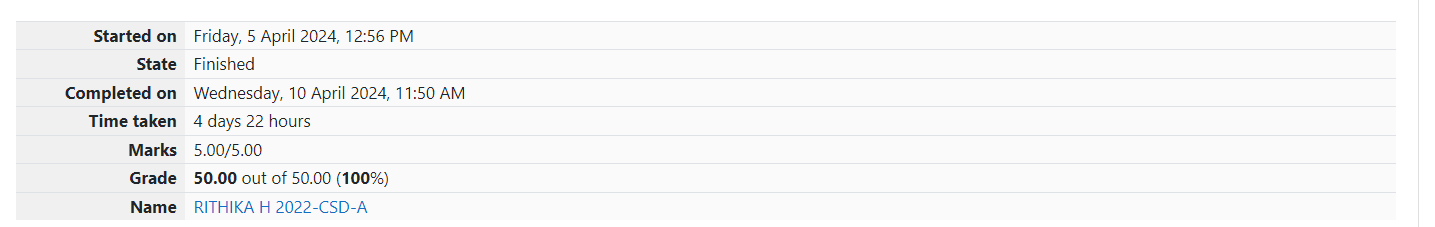 Started on Friday, 5 April 2024, 12:56 PM
State Finished
Completed on Wednesday, 10 April 2024, 11:50 AM
Time taken 4 days 22 hours
Marks 5.00/5.00
Grade 50.00 out of 50.00 (100%)
Name RITHIKA H 2022-CSD-A